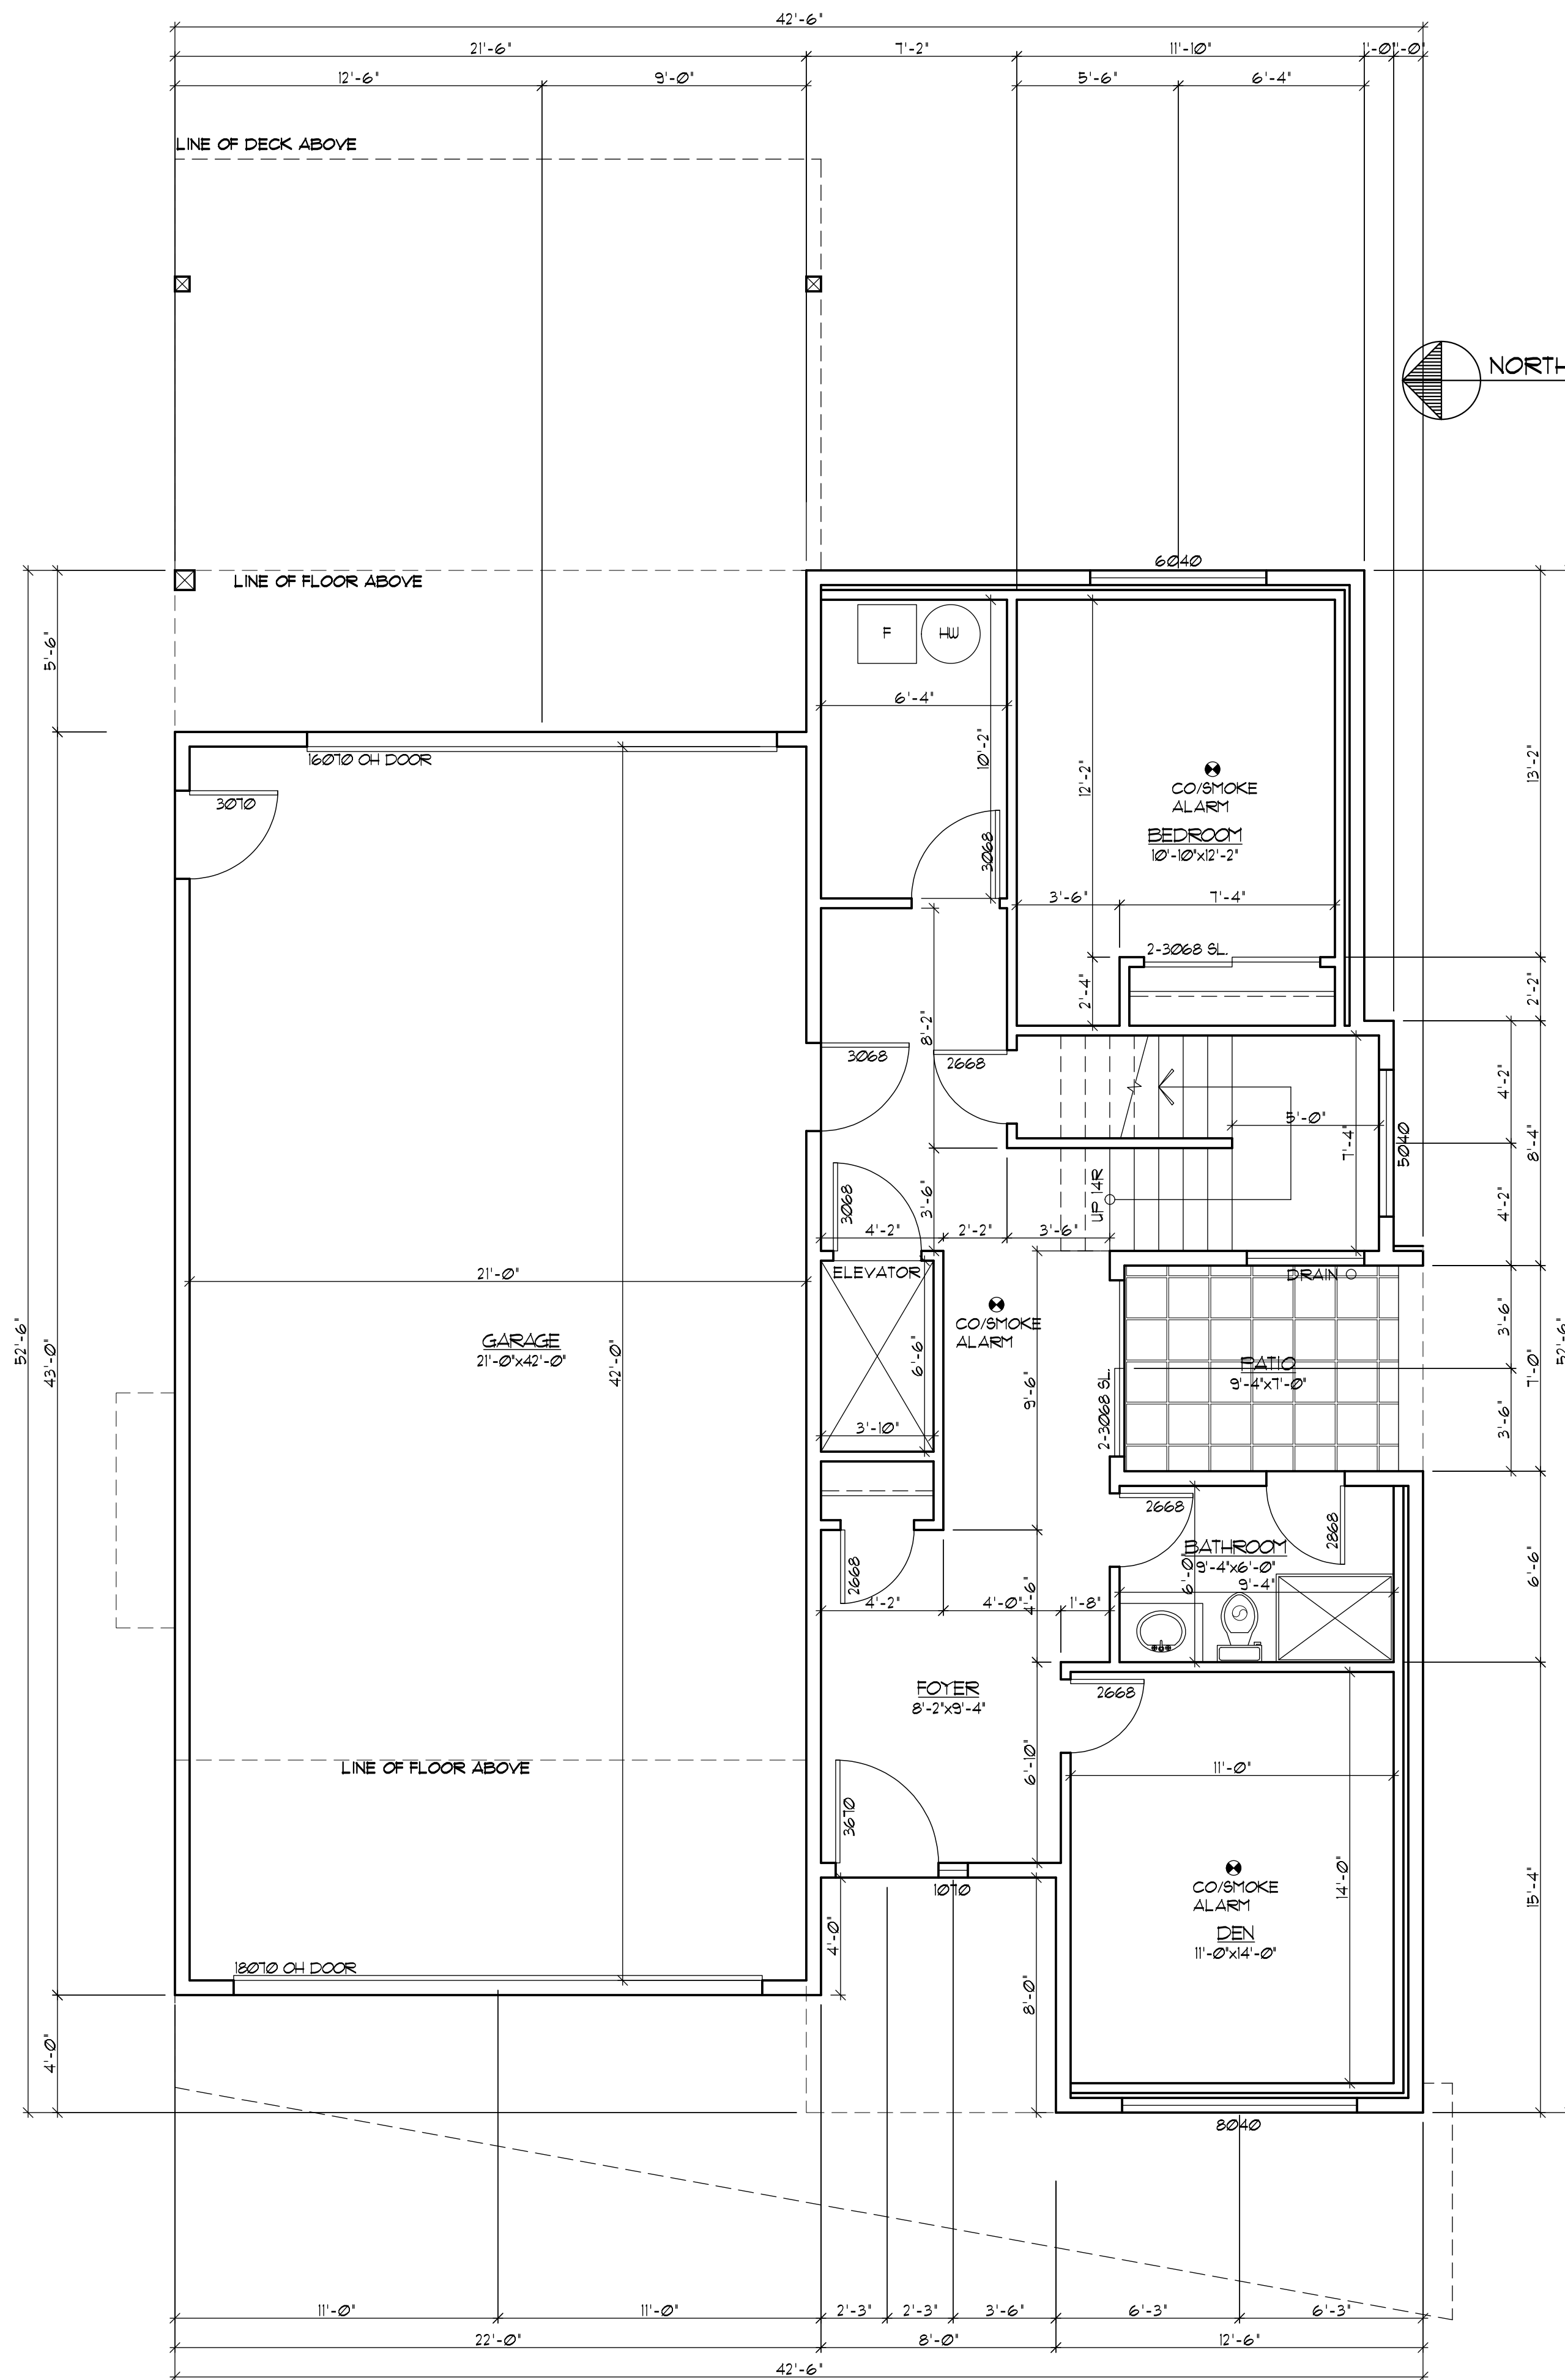 42'-6"
21'-6" 7'-2" 11'-10" 1'-0" 1'-0"
12'-6" 9'-0" 5'-6" 6'-4"
LINE OF DECK ABOVE
NORTH
6040
LINE OF FLOOR ABOVE
F HW
5'-6"
6'-4"
10'-2"
16070 OH DOOR
3070
12'-2"
13'-2"
CO/SMOKE
ALARM
BEDROOM
10'-10"x12'-2"
3068
3'-6" 7'-4"
2-3068 SL.
2'-4"
2'-2"
8'-2"
3068
2668
4'-2"
5'-0"
7'-4"
5040
8'-4"
3068
3'-6"
UP 14R
4'-2"
4'-2" 2'-2" 3'-6"
21'-0"
ELEVATOR
DRAIN
CO/SMOKE
ALARM
GARAGE
21'-0"x42'-0"
42'-0"
6'-6"
3'-10"
9'-6"
2-3068 SL.
PATIO
9'-4"x7'-0"
3'-6"
7'-0"
3'-6"
52'-6"
43'-0"
52'-6"
2668
2868
BATHROOM
9'-4"x6'-0"
6'-0"
9'-4"
6'-6"
2668
4'-6"
4'-2" 4'-0" 1'-8"
FOYER
8'-2"x9'-4"
2668
LINE OF FLOOR ABOVE
6'-10"
11'-0"
3670
1070
CO/SMOKE
ALARM
DEN
11'-0"x14'-0"
14'-0"
15'-4"
4'-0"
18070 OH DOOR
8'-0"
4'-0"
8040
11'-0" 11'-0" 2'-3" 2'-3" 3'-6" 6'-3" 6'-3"
22'-0" 8'-0" 12'-6"
42'-6"